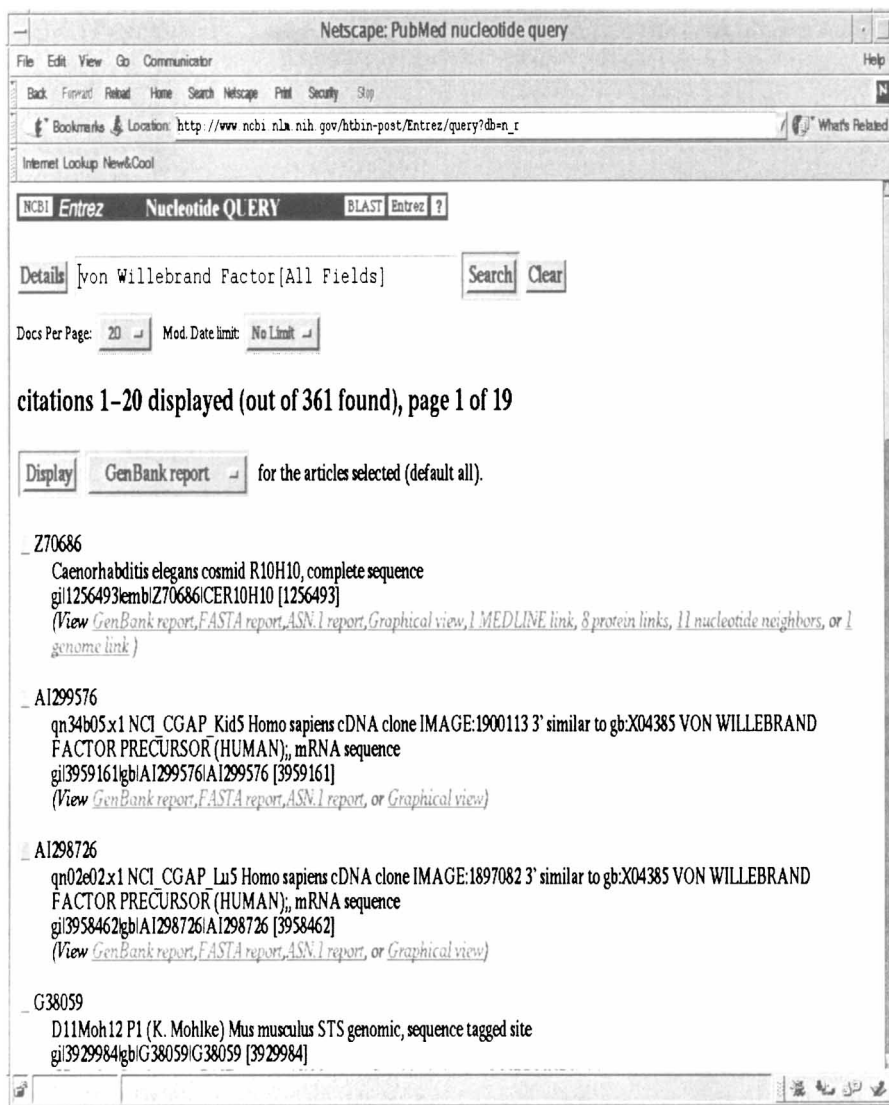 Netscape: PubMed nucleotide query
File Edit View Go Communicator Help
Back Forward Reload Home Search Netscape Print Security Stop N
Bookmarks Location: http://www.ncbi.nlm.nih.gov/htbin-post/Entrez/query?db=n_r What's Related
Internet Lookup New&Cool
NCBI Entrez Nucleotide QUERY BLAST Entrez ?
Details von Willebrand Factor[All Fields] Search Clear
Docs Per Page: 20 Mod. Date limit: No Limit
citations 1-20 displayed (out of 361 found), page 1 of 19
Display GenBank report for the articles selected (default all).
_ Z70686
Caenorhabditis elegans cosmid R10H10, complete sequence
gi|1256493|emb|Z70686|CER10H10 [1256493]
(View GenBank report,FASTA report,ASN.1 report,Graphical view,1 MEDLINE link, 8 protein links, 11 nucleotide neighbors, or 1
genome link )
_ AI299576
qn34b05.x1 NCI_CGAP_Kid5 Homo sapiens cDNA clone IMAGE:1900113 3' similar to gb:X04385 VON WILLEBRAND
FACTOR PRECURSOR (HUMAN);, mRNA sequence
gi|3959161|gb|AI299576|AI299576 [3959161]
(View GenBank report,FASTA report,ASN.1 report, or Graphical view)
_ AI298726
qn02e02.x1 NCI_CGAP_Lu5 Homo sapiens cDNA clone IMAGE:1897082 3' similar to gb:X04385 VON WILLEBRAND
FACTOR PRECURSOR (HUMAN);, mRNA sequence
gi|3958462|gb|AI298726|AI298726 [3958462]
(View GenBank report,FASTA report,ASN.1 report, or Graphical view)
_ G38059
D11Moh12 P1 (K. Mohlke) Mus musculus STS genomic, sequence tagged site
gi|3929984|gb|G38059|G38059 [3929984]